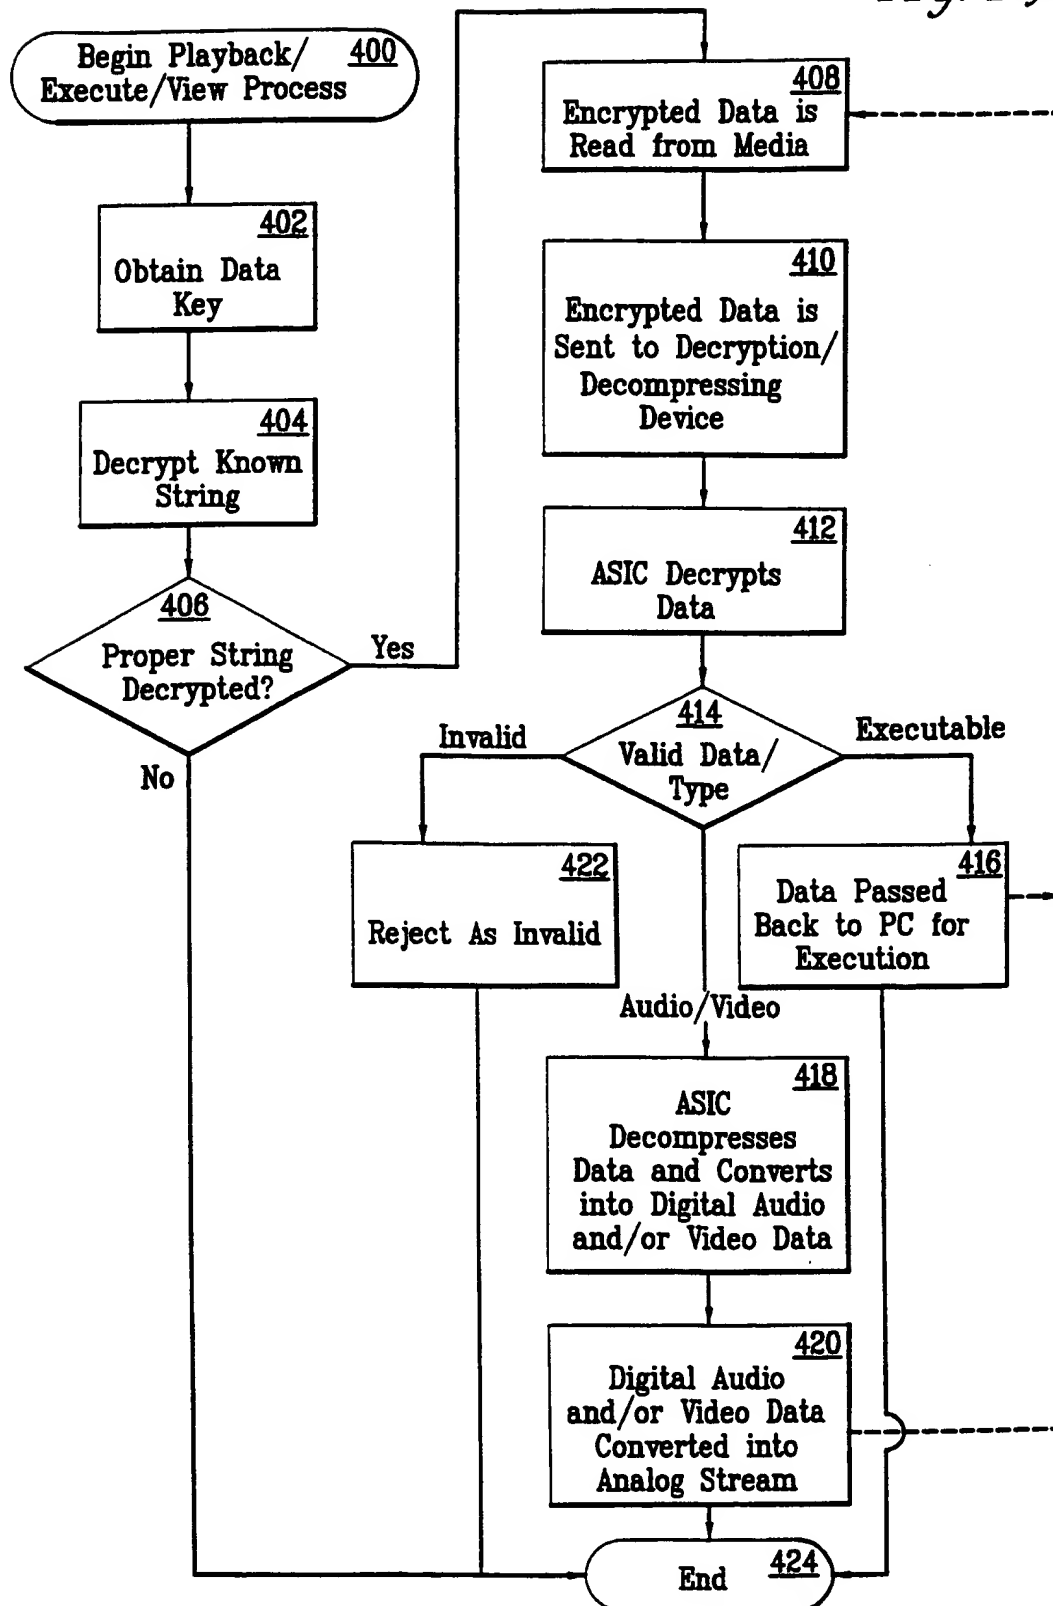 Begin Playback/ 400
Execute/View Process
402
Obtain Data
Key
404
Decrypt Known
String
406
Proper String
Decrypted?
Yes
No
408
Encrypted Data is
Read from Media
410
Encrypted Data is
Sent to Decryption/
Decompressing
Device
412
ASIC Decrypts
Data
414
Valid Data/
Type
Invalid
Executable
422
Reject As Invalid
416
Data Passed
Back to PC for
Execution
Audio/Video
418
ASIC
Decompresses
Data and Converts
into Digital Audio
and/or Video Data
420
Digital Audio
and/or Video Data
Converted into
Analog Stream
End 424